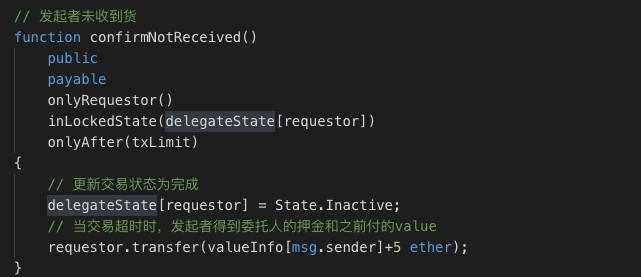 // 发起者未收到货
function confirmNotReceived()
    public
    payable
    onlyRequestor()
    inLockedState(delegateState[requestor])
    onlyAfter(txLimit)
{
    // 更新交易状态为完成
    delegateState[requestor] = State.Inactive;
    // 当交易超时时，发起者得到委托人的押金和之前付的value
    requestor.transfer(valueInfo[msg.sender]+5 ether);
}